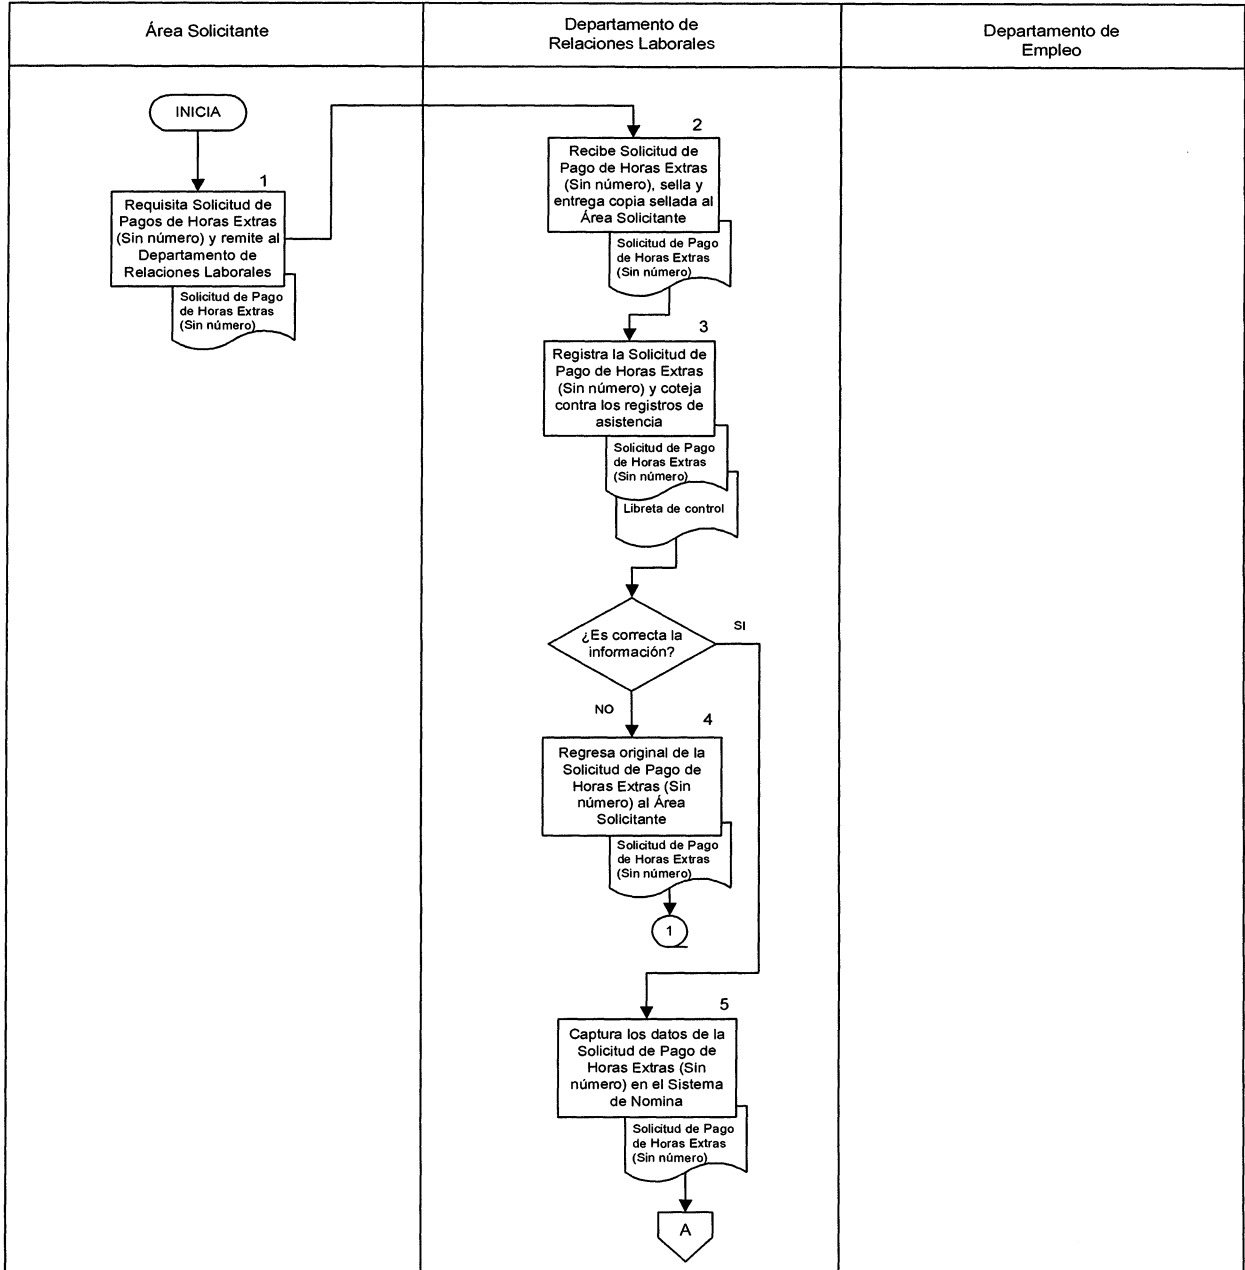 Área Solicitante
Departamento de
Relaciones Laborales
Departamento de
Empleo
INICIA
1
Requisita Solicitud de
Pagos de Horas Extras
(Sin número) y remite al
Departamento de
Relaciones Laborales
Solicitud de Pago
de Horas Extras
(Sin número)
2
Recibe Solicitud de
Pago de Horas Extras
(Sin número), sella y
entrega copia sellada al
Área Solicitante
Solicitud de Pago
de Horas Extras
(Sin número)
3
Registra la Solicitud de
Pago de Horas Extras
(Sin número) y coteja
contra los registros de
asistencia
Solicitud de Pago
de Horas Extras
(Sin número)
Libreta de control
¿Es correcta la
información?
SI
NO
4
Regresa original de la
Solicitud de Pago de
Horas Extras (Sin
número) al Área
Solicitante
Solicitud de Pago
de Horas Extras
(Sin número)
1
5
Captura los datos de la
Solicitud de Pago de
Horas Extras (Sin
número) en el Sistema
de Nomina
Solicitud de Pago
de Horas Extras
(Sin número)
A